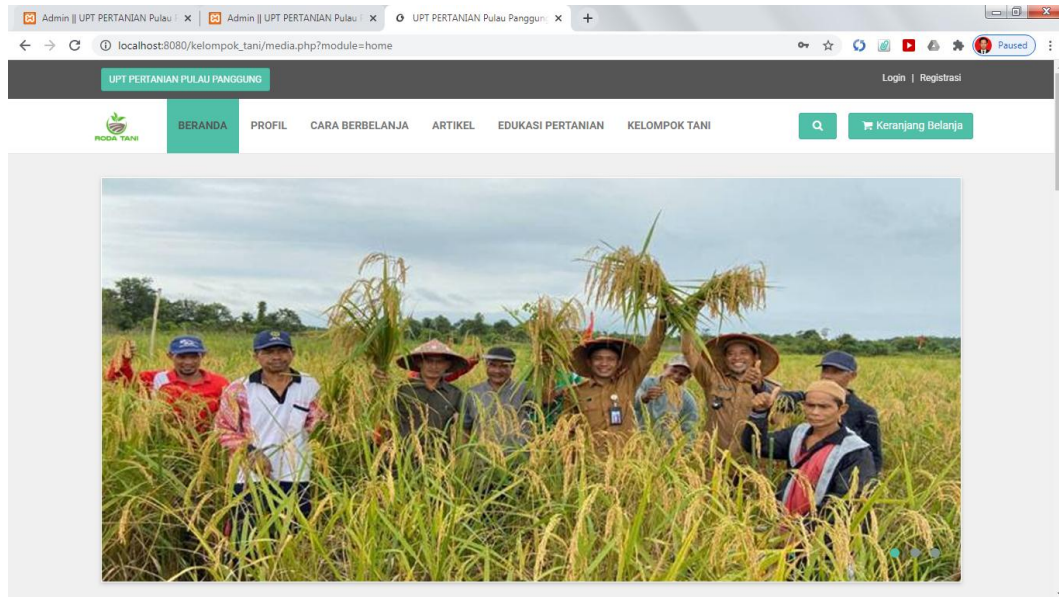 Admin || UPT PERTANIAN Pulau
Admin || UPT PERTANIAN Pulau
UPT PERTANIAN Pulau Panggung
localhost:8080/kelompok_tani/media.php?module=home
Paused
UPT PERTANIAN PULAU PANGGUNG
Login | Registrasi
RODA TANI
BERANDA PROFIL CARA BERBELANJA ARTIKEL EDUKASI PERTANIAN KELOMPOK TANI
Keranjang Belanja